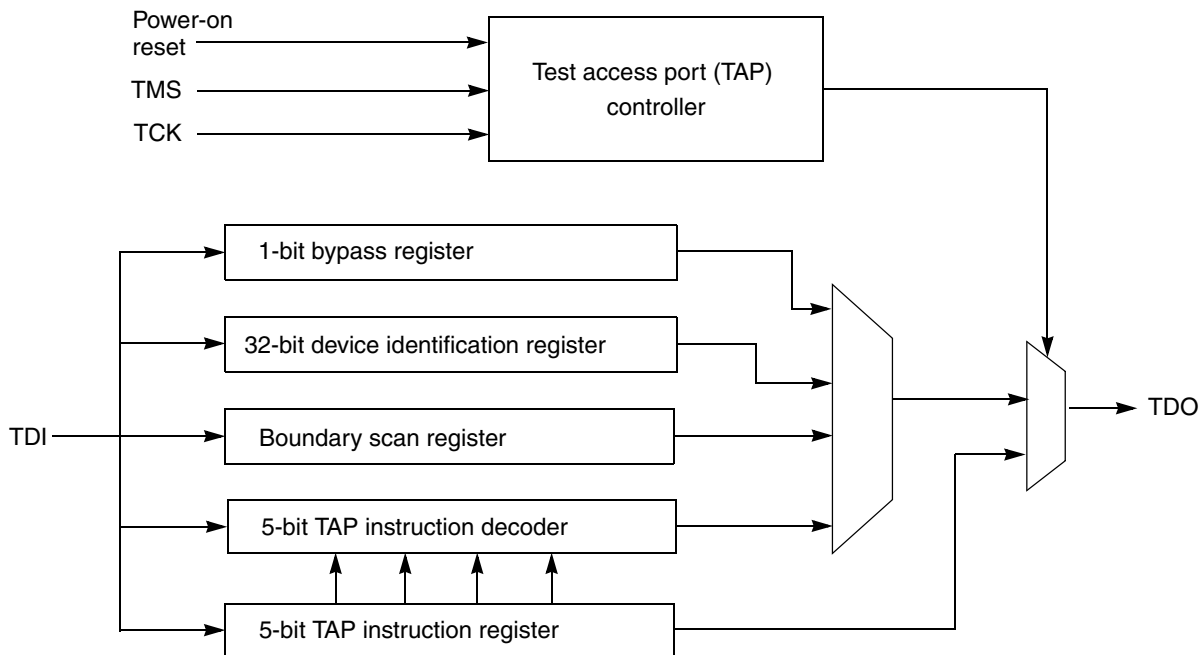 Power-on
reset
TMS
TCK
Test access port (TAP)
controller
1-bit bypass register
32-bit device identification register
TDI
Boundary scan register
TDO
5-bit TAP instruction decoder
5-bit TAP instruction register